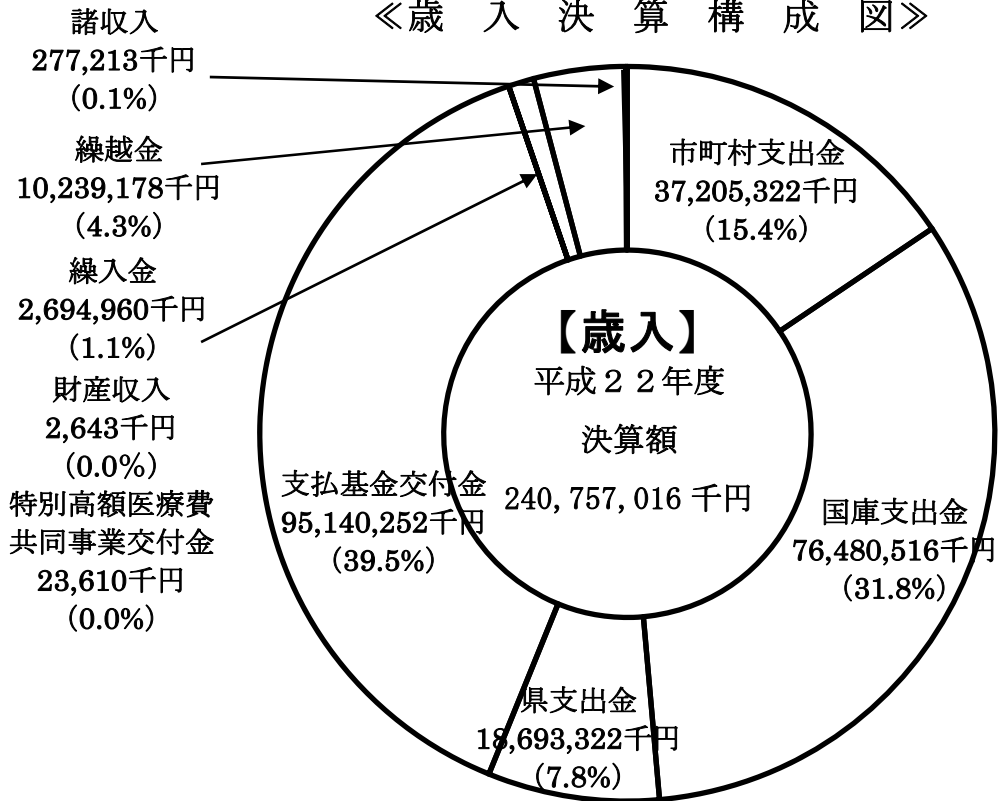 ≪歳　入　決　算　構　成　図≫
諸収入
277,213千円
(0.1%)
繰越金
10,239,178千円
(4.3%)
繰入金
2,694,960千円
(1.1%)
財産収入
2,643千円
(0.0%)
特別高額医療費
共同事業交付金
23,610千円
(0.0%)
市町村支出金
37,205,322千円
(15.4%)
【歳入】
平成２２年度
決算額
240,757,016 千円
支払基金交付金
95,140,252千円
(39.5%)
国庫支出金
76,480,516千円
(31.8%)
県支出金
18,693,322千円
(7.8%)